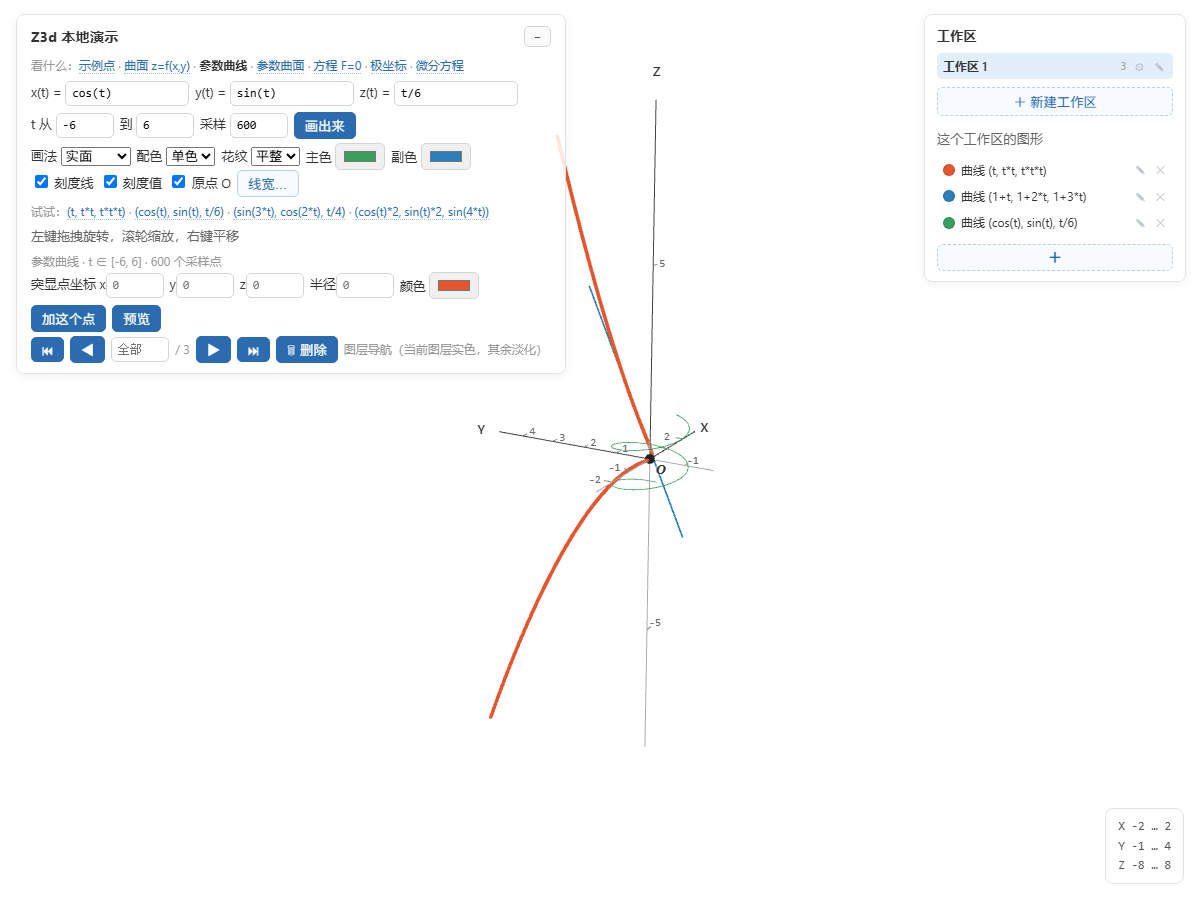 Z3d 本地演示
−
看什么: 示例点 · 曲面 z=f(x,y) · 参数曲线 · 参数曲面 · 方程 F=0 · 极坐标 · 微分方程
x(t) = cos(t) y(t) = sin(t) z(t) = t/6
t 从 -6 到 6 采样 600 画出来
画法 实面 配色 单色 花纹 平整 主色 副色
刻度线 刻度值 原点 O 线宽…
试试: (t, t*t, t*t*t) · (cos(t), sin(t), t/6) · (sin(3*t), cos(2*t), t/4) · (cos(t)*2, sin(t)*2, sin(4*t))
左键拖拽旋转，滚轮缩放，右键平移
参数曲线 · t ∈ [-6, 6] · 600 个采样点
突显点坐标 x 0 y 0 z 0 半径 0 颜色
加这个点 预览
全部 / 3 删除 图层导航（当前图层实色，其余淡化）
工作区
工作区 1 3
＋ 新建工作区
这个工作区的图形
曲线 (t, t*t, t*t*t)
曲线 (1+t, 1+2*t, 1+3*t)
曲线 (cos(t), sin(t), t/6)
＋
Z
5
Y
4
3
2
1
2
X
-1
-1
-2
O
-5
X -2 … 2
Y -1 … 4
Z -8 … 8